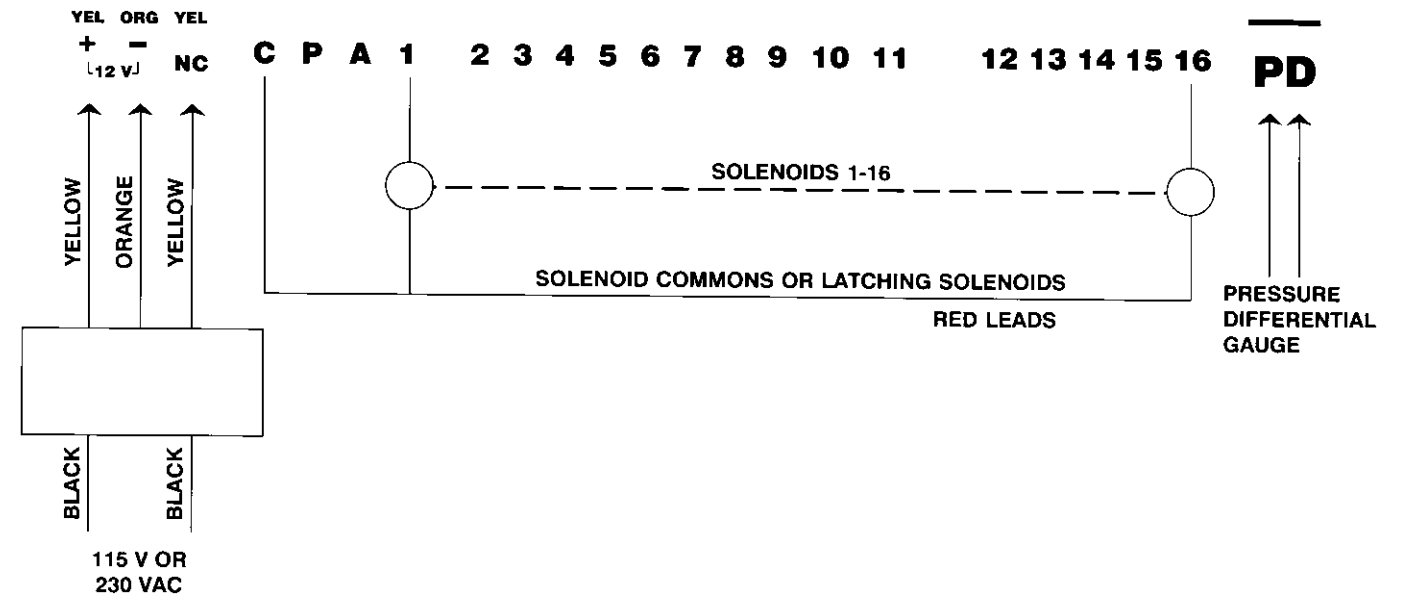 YEL ORG YEL
+ − NC
12 V
C P A 1 2 3 4 5 6 7 8 9 10 11 12 13 14 15 16
PD
YELLOW
ORANGE
YELLOW
SOLENOIDS 1-16
SOLENOID COMMONS OR LATCHING SOLENOIDS
RED LEADS
PRESSURE
DIFFERENTIAL
GAUGE
BLACK
BLACK
115 V OR
230 VAC